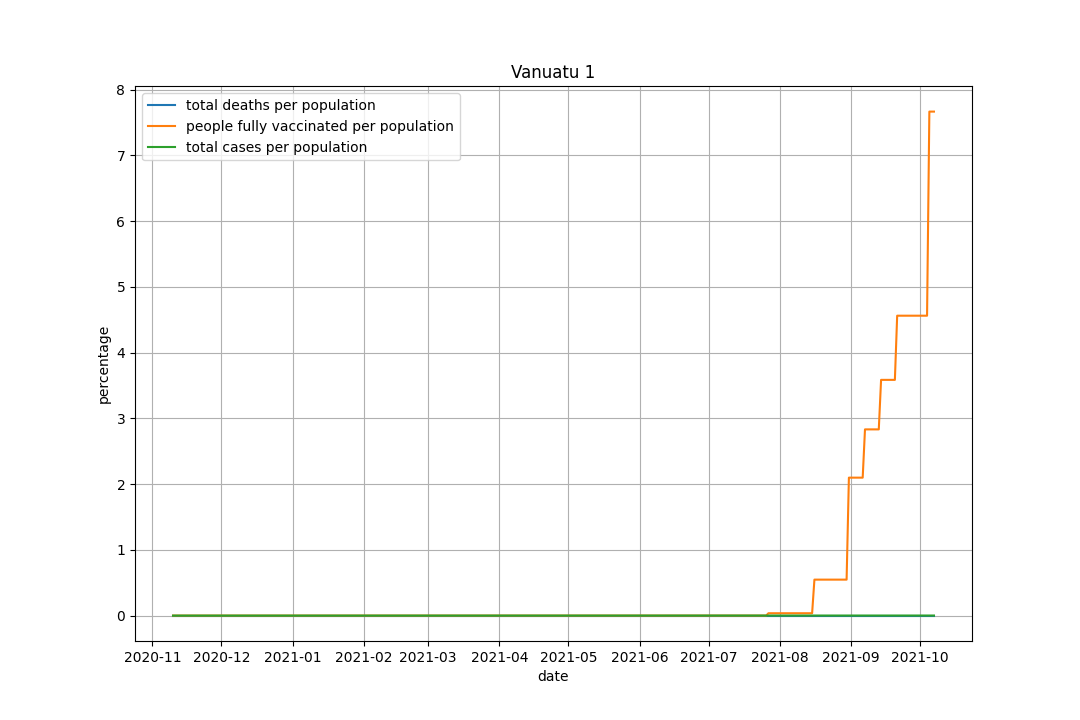 Vanuatu 1
total deaths per population
people fully vaccinated per population
total cases per population
percentage
8
7
6
5
4
3
2
1
0
2020-11 2020-12 2021-01 2021-02 2021-03 2021-04 2021-05 2021-06 2021-07 2021-08 2021-09 2021-10
date